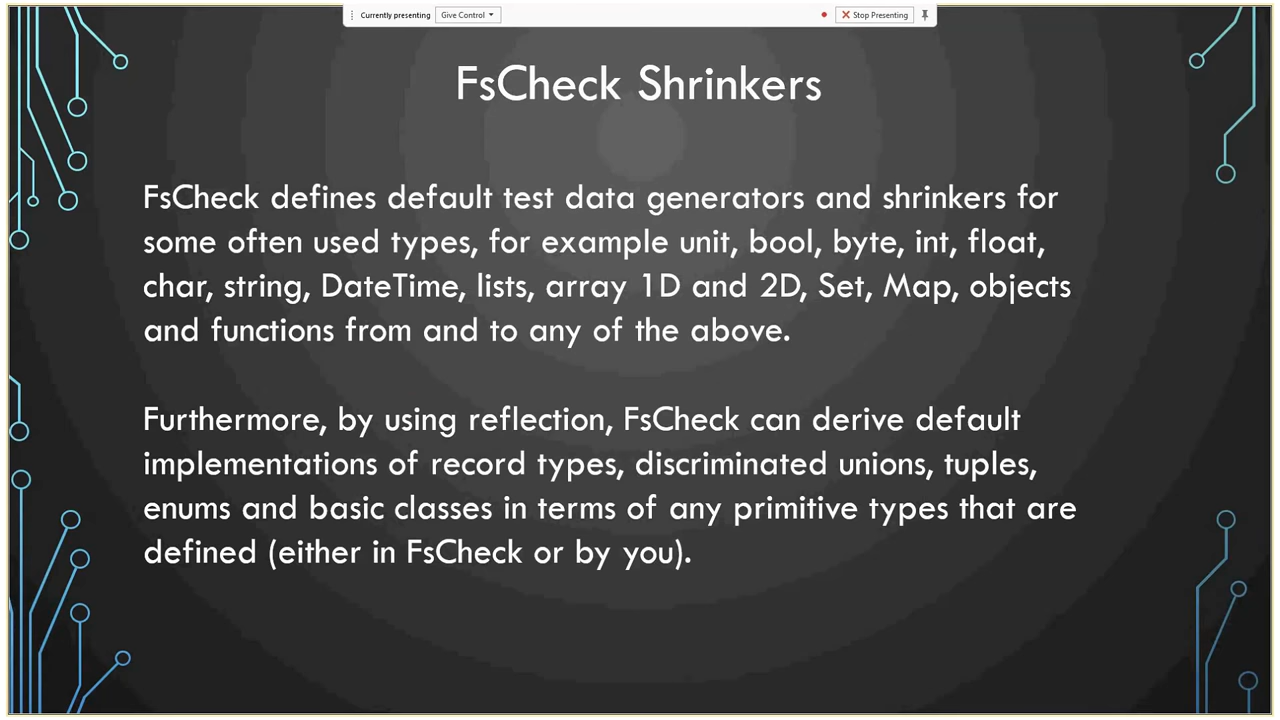 Currently presenting Give Control Stop Presenting
FsCheck Shrinkers
FsCheck defines default test data generators and shrinkers for
some often used types, for example unit, bool, byte, int, float,
char, string, DateTime, lists, array 1D and 2D, Set, Map, objects
and functions from and to any of the above.
Furthermore, by using reflection, FsCheck can derive default
implementations of record types, discriminated unions, tuples,
enums and basic classes in terms of any primitive types that are
defined (either in FsCheck or by you).